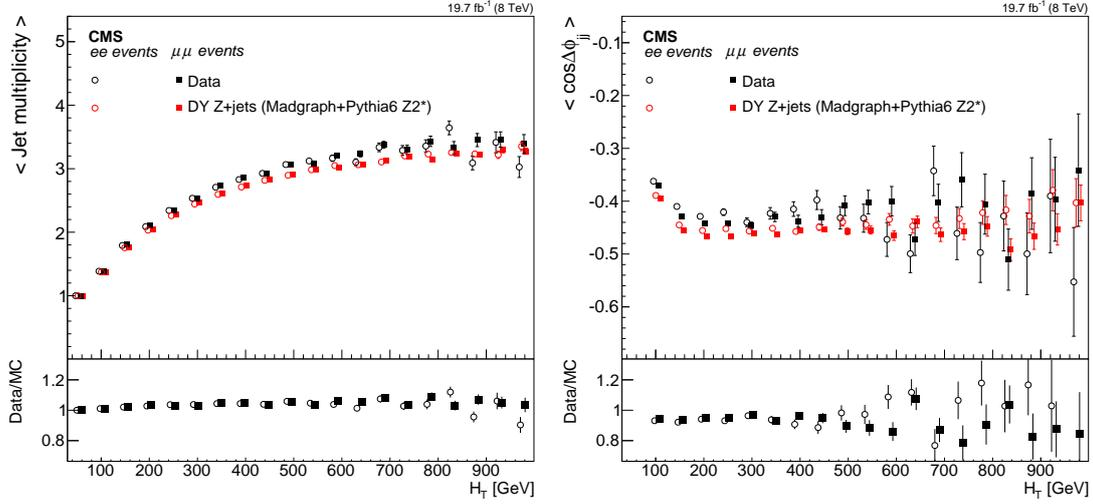 19.7 fb⁻¹ (8 TeV)
< Jet multiplicity >
CMS
ee events μμ events
Data
DY Z+jets (Madgraph+Pythia6 Z2*)
5
4
3
2
1
Data/MC
1.2
1
0.8
100 200 300 400 500 600 700 800 900
H_T [GeV]
19.7 fb⁻¹ (8 TeV)
< cosΔϕ_jj >
CMS
ee events μμ events
Data
DY Z+jets (Madgraph+Pythia6 Z2*)
-0.1
-0.2
-0.3
-0.4
-0.5
-0.6
Data/MC
1.2
1
0.8
100 200 300 400 500 600 700 800 900
H_T [GeV]